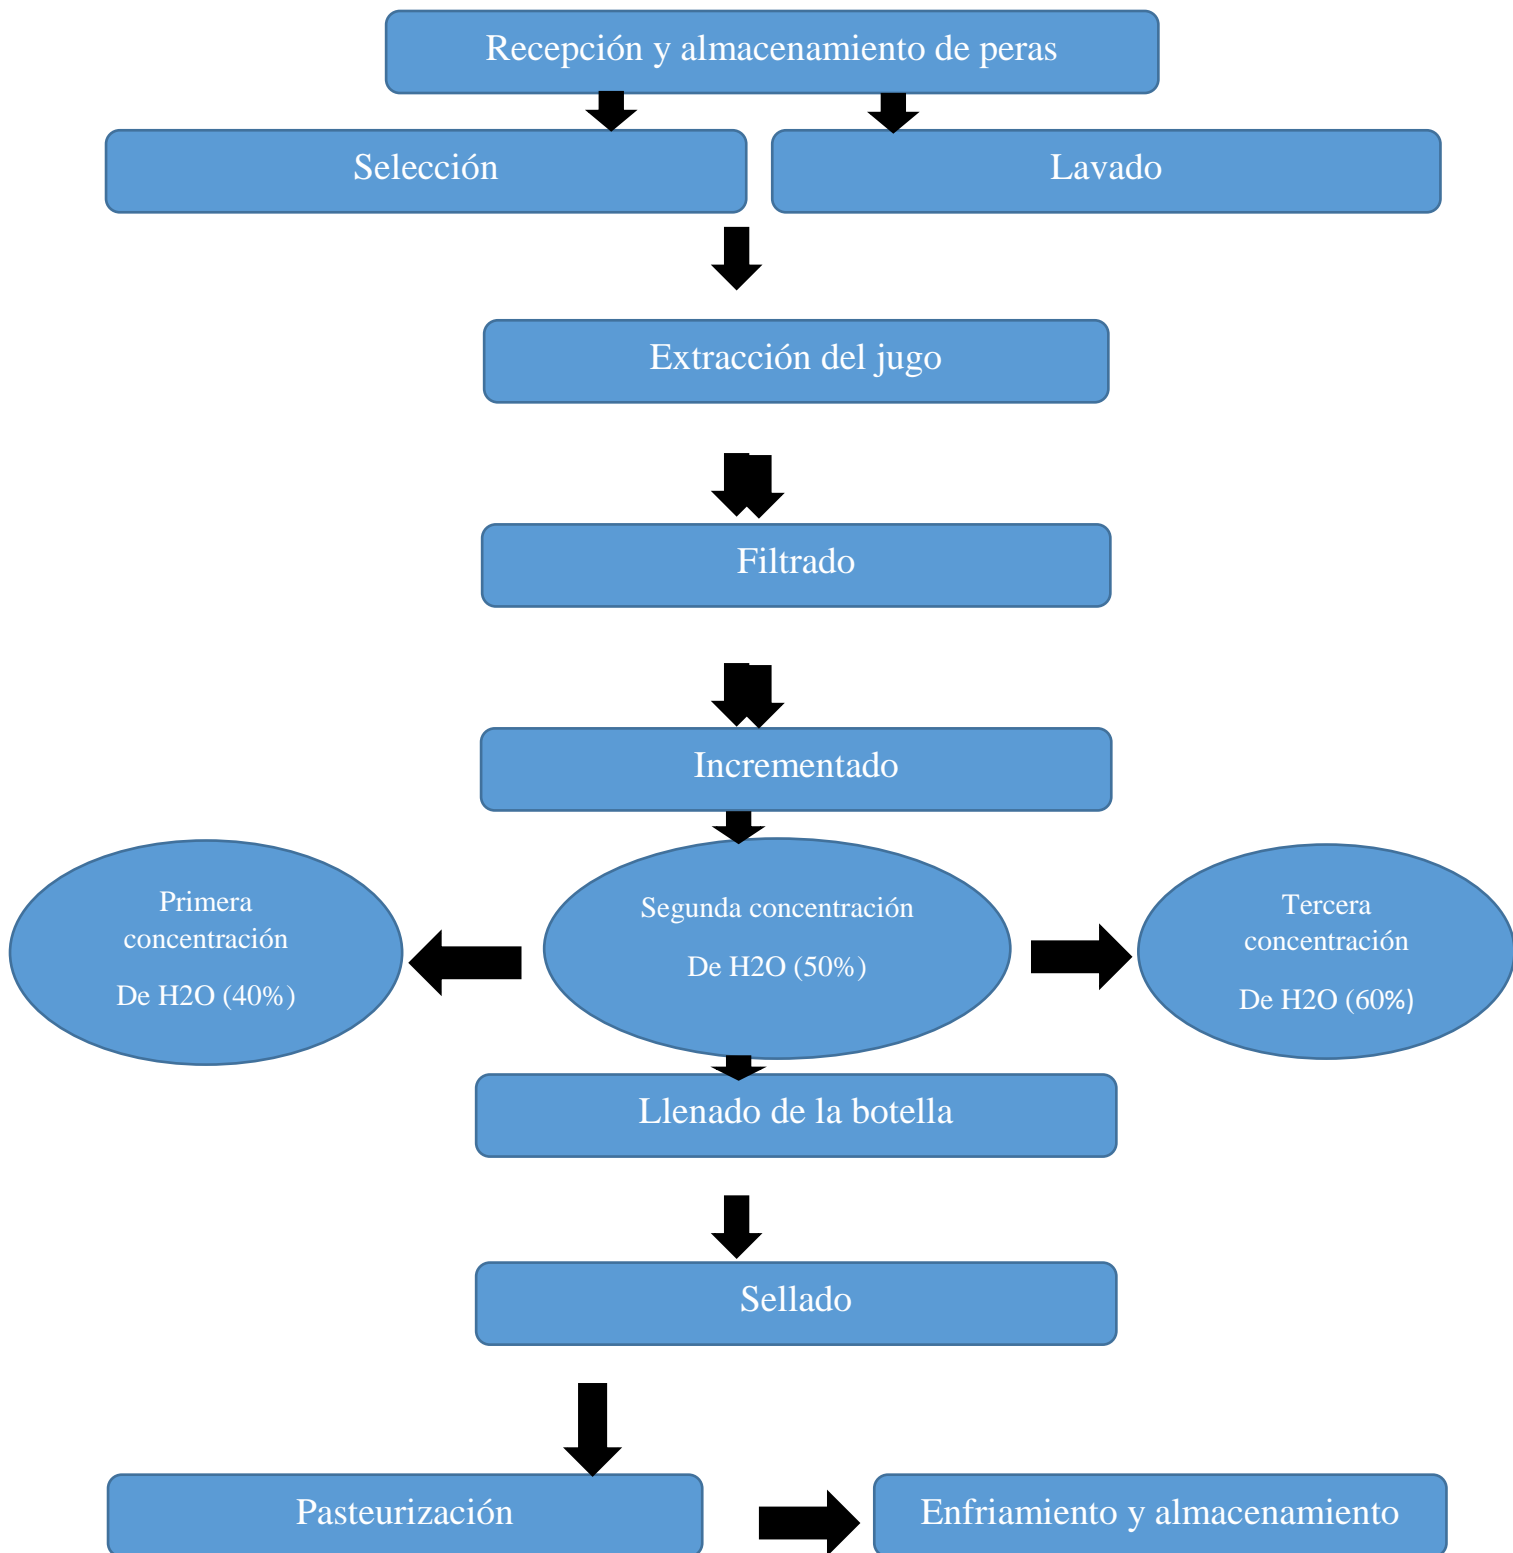 Recepción y almacenamiento de peras
Selección
Lavado
Extracción del jugo
Filtrado
Incrementado
Primera
concentración
De H2O (40%)
Segunda concentración
De H2O (50%)
Tercera
concentración
De H2O (60%)
Llenado de la botella
Sellado
Pasteurización
Enfriamiento y almacenamiento